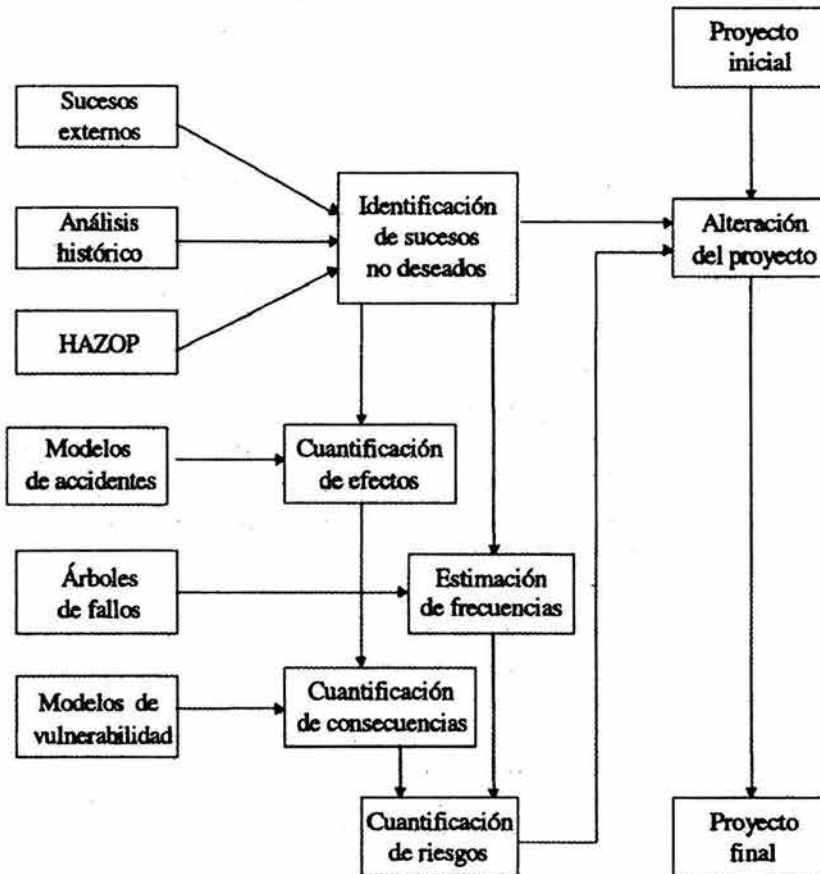 Proyecto
inicial
Sucesos
externos
Identificación
de sucesos
no deseados
Alteración
del proyecto
Análisis
histórico
HAZOP
Modelos
de accidentes
Cuantificación
de efectos
Árboles
de fallos
Estimación
de frecuencias
Modelos de
vulnerabilidad
Cuantificación
de consecuencias
Cuantificación
de riesgos
Proyecto
final